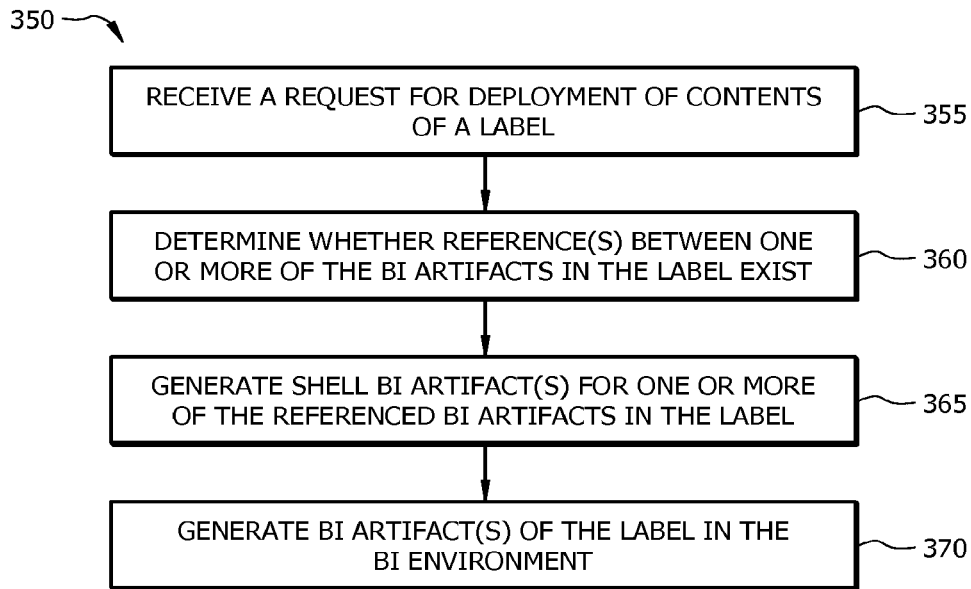 350
RECEIVE A REQUEST FOR DEPLOYMENT OF CONTENTS
OF A LABEL
355
DETERMINE WHETHER REFERENCE(S) BETWEEN ONE
OR MORE OF THE BI ARTIFACTS IN THE LABEL EXIST
360
GENERATE SHELL BI ARTIFACT(S) FOR ONE OR MORE
OF THE REFERENCED BI ARTIFACTS IN THE LABEL
365
GENERATE BI ARTIFACT(S) OF THE LABEL IN THE
BI ENVIRONMENT
370